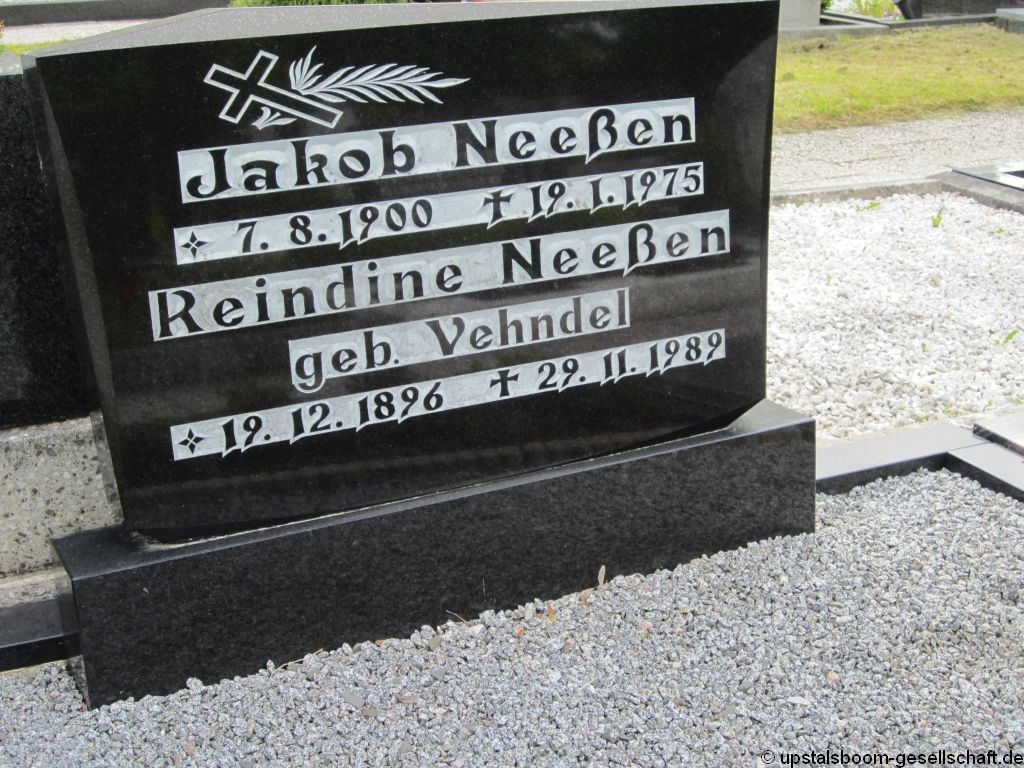 Jakob Neeßen
✧ 7. 8. 1900 ✝ 19. 1. 1975
Reindine Neeßen
geb. Vehndel
✧ 19. 12. 1896 ✝ 29. 11. 1989
© upstalsboom-gesellschaft.de